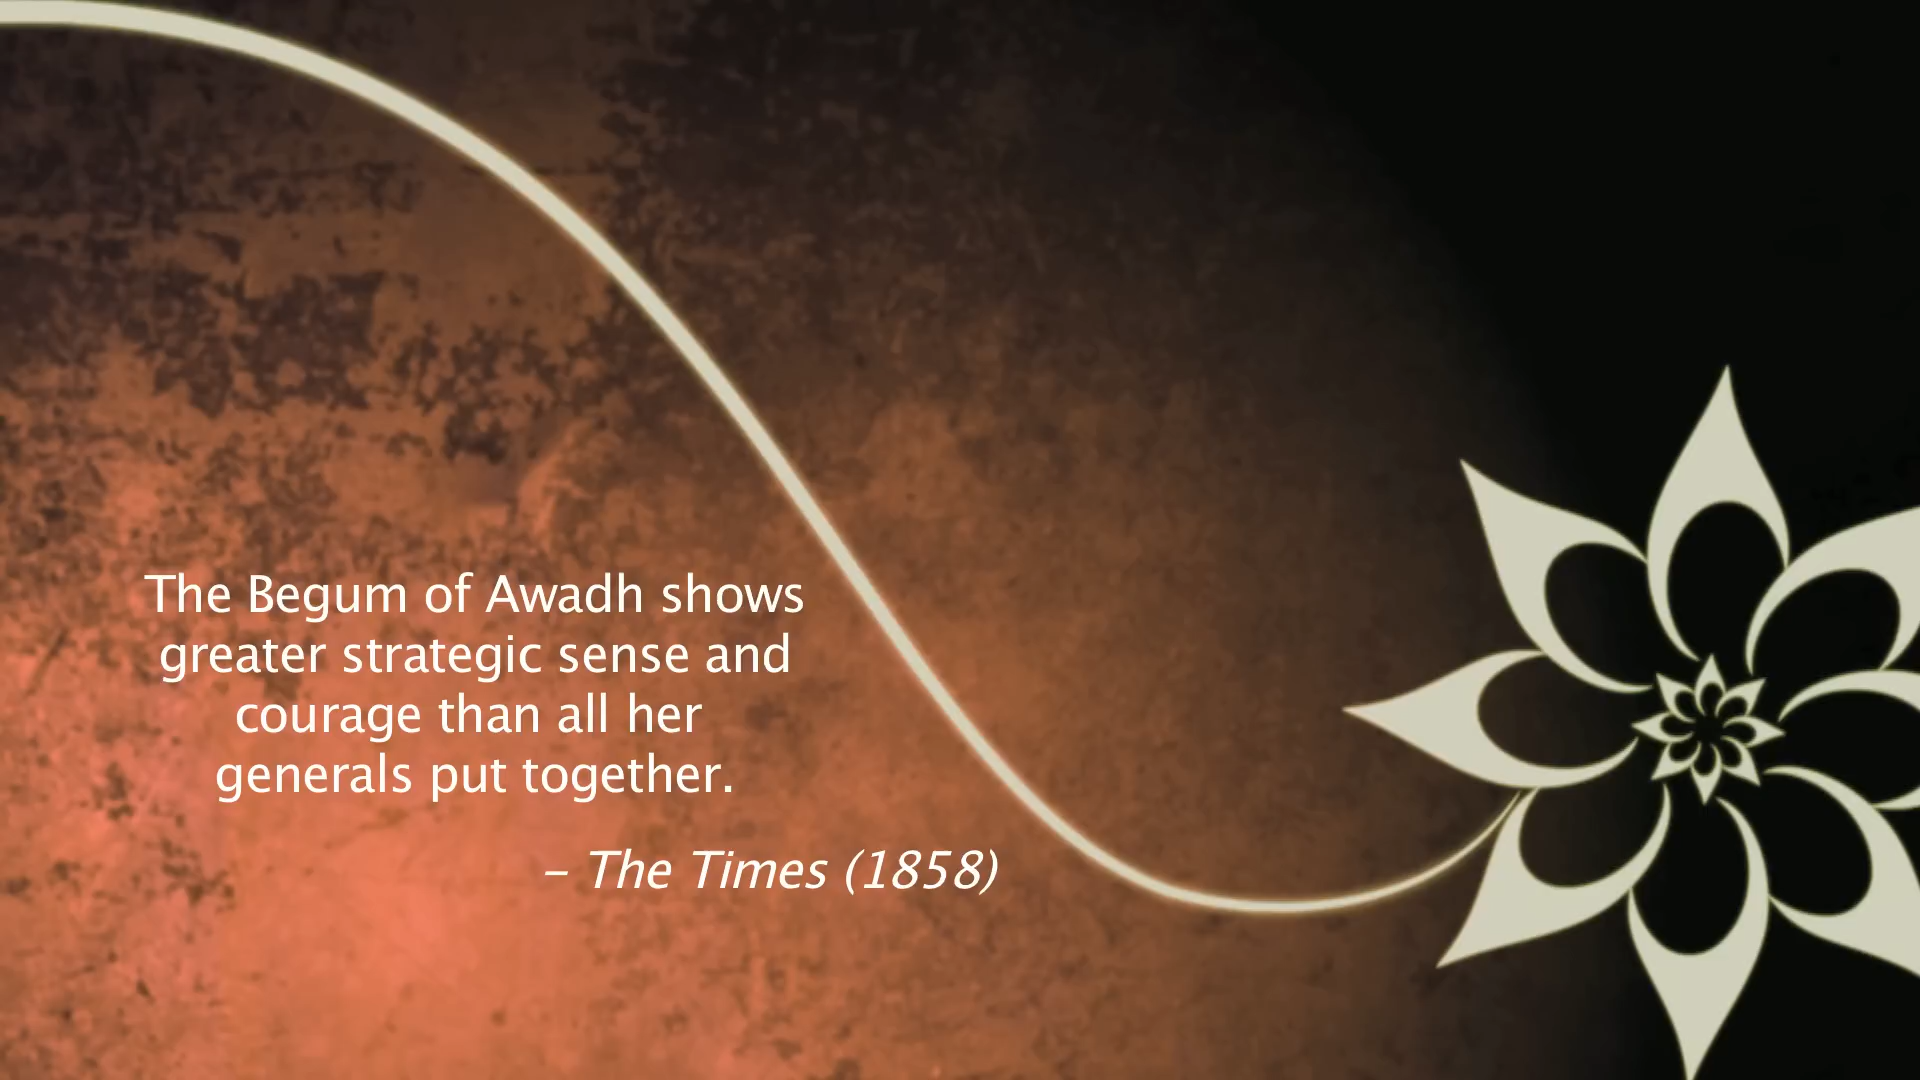 The Begum of Awadh shows
greater strategic sense and
courage than all her
generals put together.
– The Times (1858)